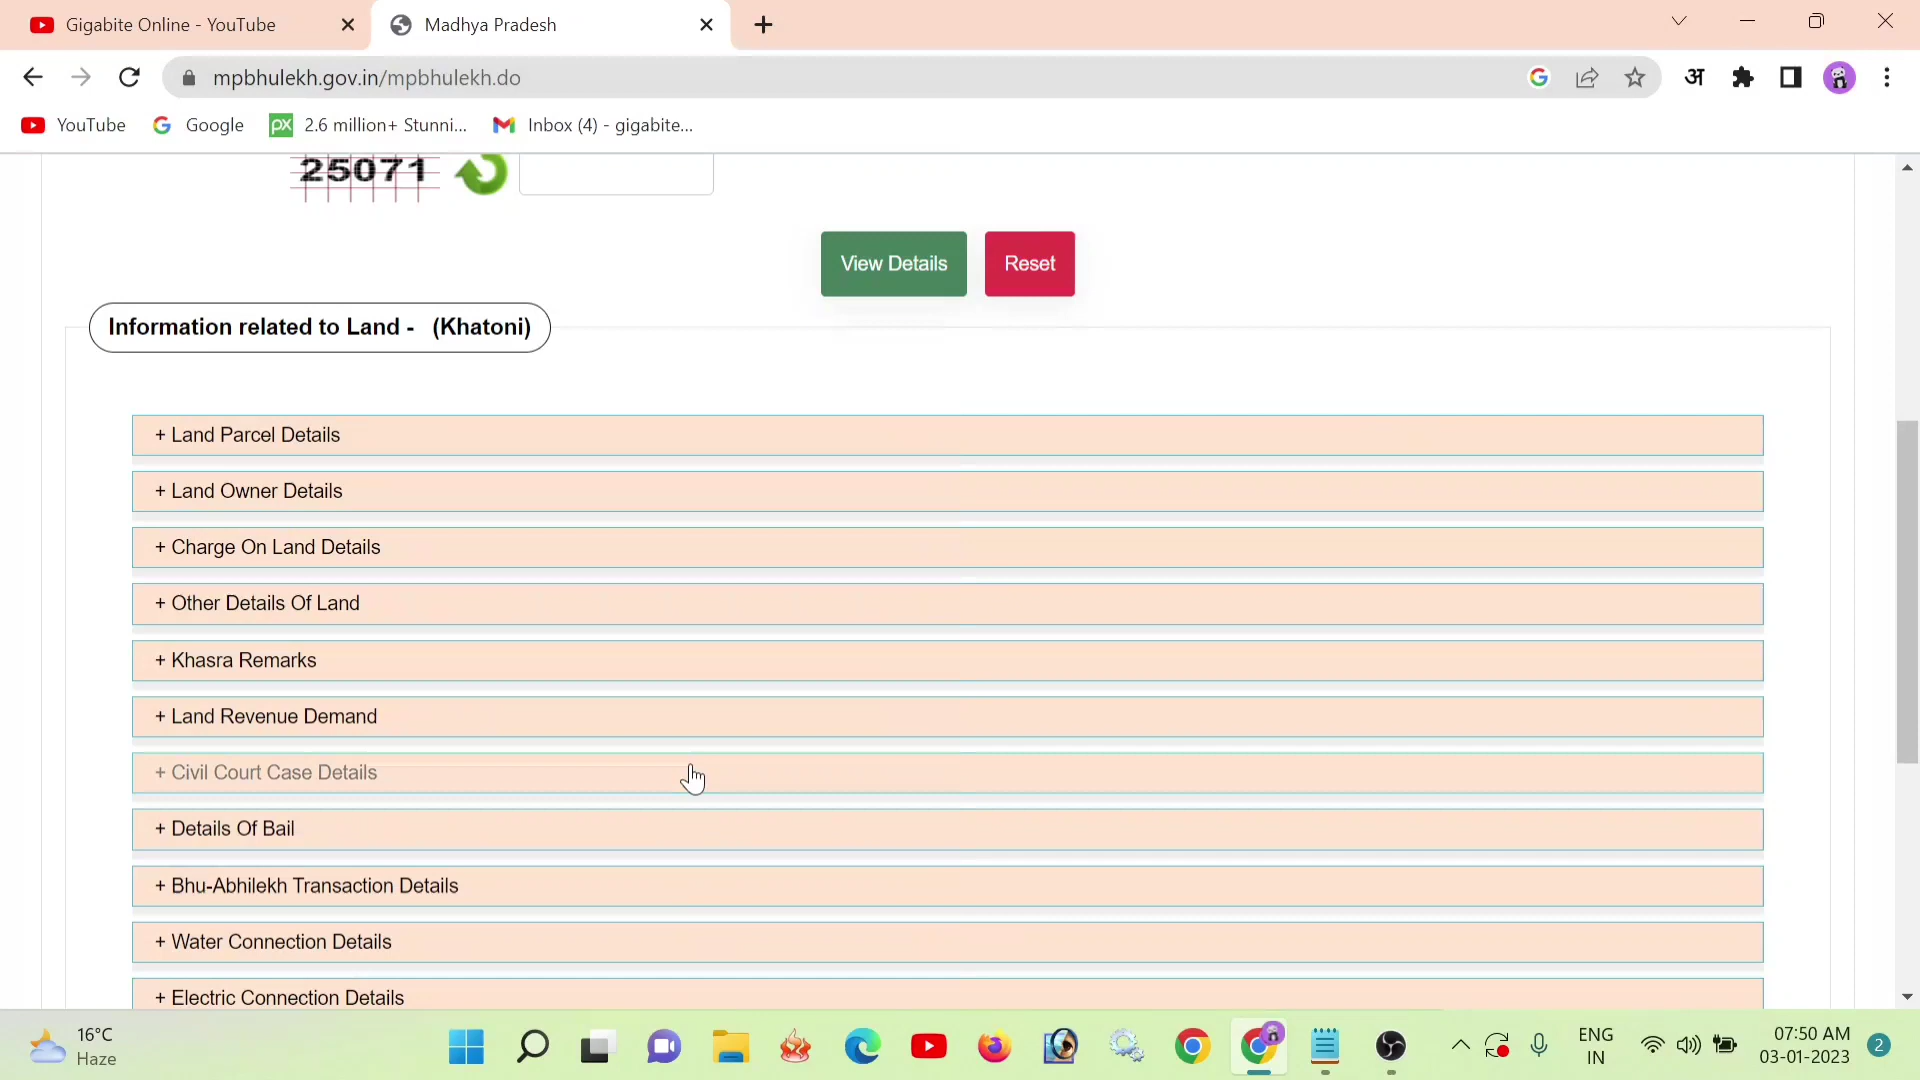 Gigabite Online - YouTube
Madhya Pradesh
mpbhulekh.gov.in/mpbhulekh.do
अ
YouTube
Google
px
2.6 million+ Stunni...
Inbox (4) - gigabite...
25071
View Details
Reset
Information related to Land - (Khatoni)
+ Land Parcel Details
+ Land Owner Details
+ Charge On Land Details
+ Other Details Of Land
+ Khasra Remarks
+ Land Revenue Demand
+ Civil Court Case Details
+ Details Of Bail
+ Bhu-Abhilekh Transaction Details
+ Water Connection Details
+ Electric Connection Details
16°C
Haze
ENG
IN
07:50 AM
03-01-2023
2